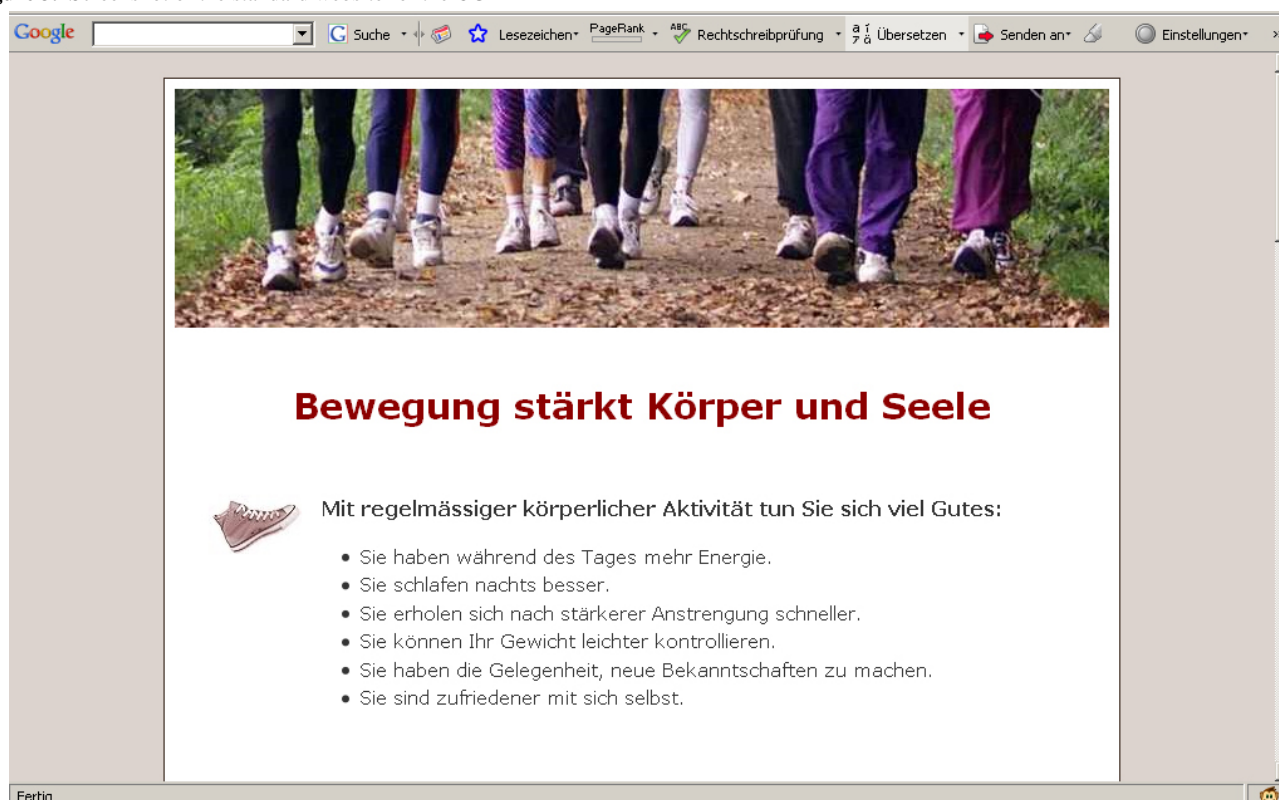 Google Suche Lesezeichen PageRank ABC Rechtschreibprüfung Übersetzen Senden an Einstellungen
Bewegung stärkt Körper und Seele
Mit regelmässiger körperlicher Aktivität tun Sie sich viel Gutes:
• Sie haben während des Tages mehr Energie.
• Sie schlafen nachts besser.
• Sie erholen sich nach stärkerer Anstrengung schneller.
• Sie können Ihr Gewicht leichter kontrollieren.
• Sie haben die Gelegenheit, neue Bekanntschaften zu machen.
• Sie sind zufriedener mit sich selbst.
Fertig